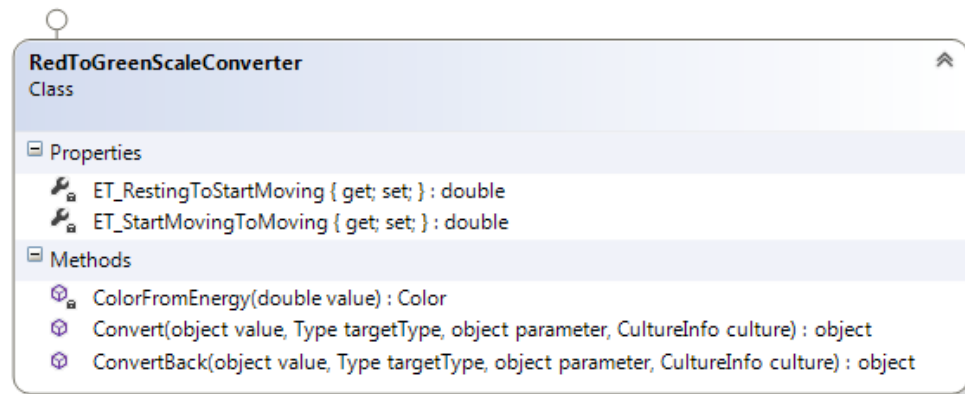 RedToGreenScaleConverter
Class
Properties
ET_RestingToStartMoving { get; set; } : double
ET_StartMovingToMoving { get; set; } : double
Methods
ColorFromEnergy(double value) : Color
Convert(object value, Type targetType, object parameter, CultureInfo culture) : object
ConvertBack(object value, Type targetType, object parameter, CultureInfo culture) : object